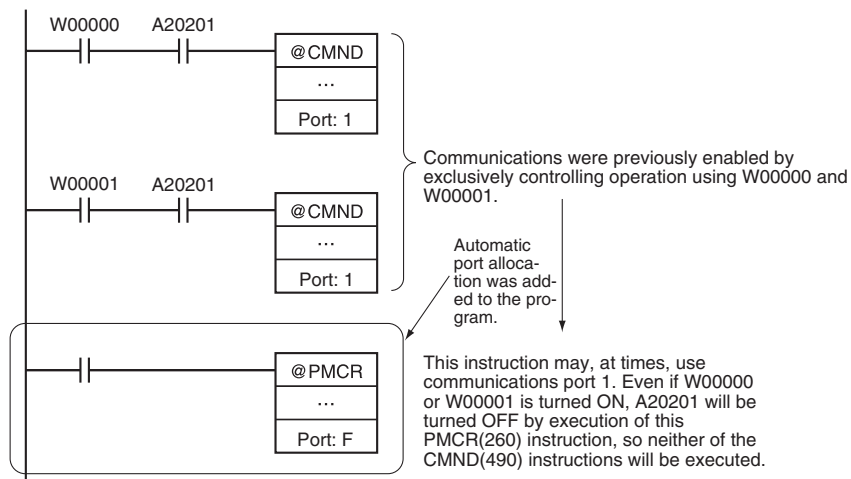 W00000 A20201
@CMND
...
Port: 1
W00001 A20201
@CMND
...
Port: 1
Communications were previously enabled by
exclusively controlling operation using W00000 and
W00001.
Automatic
port alloca-
tion was add-
ed to the pro-
gram.
@PMCR
...
Port: F
This instruction may, at times, use
communications port 1. Even if W00000
or W00001 is turned ON, A20201 will be
turned OFF by execution of this
PMCR(260) instruction, so neither of the
CMND(490) instructions will be executed.